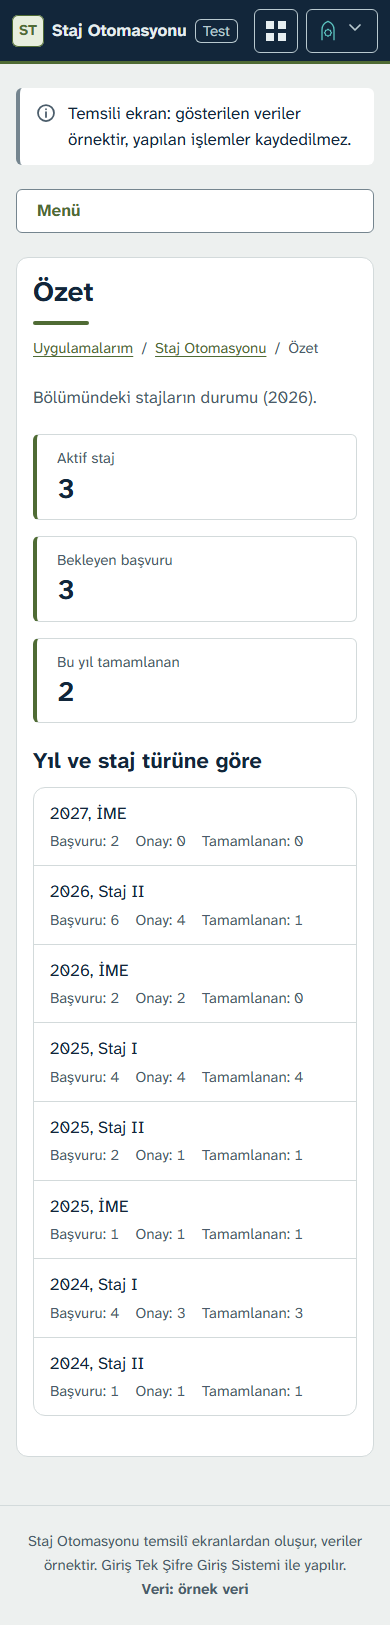 ST Staj Otomasyonu Test
Temsili ekran: gösterilen veriler
örnektir, yapılan işlemler kaydedilmez.
Menü
Özet
Uygulamalarım / Staj Otomasyonu / Özet
Bölümündeki stajların durumu (2026).
Aktif staj
3
Bekleyen başvuru
3
Bu yıl tamamlanan
2
Yıl ve staj türüne göre
2027, İME
Başvuru: 2 Onay: 0 Tamamlanan: 0
2026, Staj II
Başvuru: 6 Onay: 4 Tamamlanan: 1
2026, İME
Başvuru: 2 Onay: 2 Tamamlanan: 0
2025, Staj I
Başvuru: 4 Onay: 4 Tamamlanan: 4
2025, Staj II
Başvuru: 2 Onay: 1 Tamamlanan: 1
2025, İME
Başvuru: 1 Onay: 1 Tamamlanan: 1
2024, Staj I
Başvuru: 4 Onay: 3 Tamamlanan: 3
2024, Staj II
Başvuru: 1 Onay: 1 Tamamlanan: 1
Staj Otomasyonu temsilî ekranlardan oluşur, veriler
örnektir. Giriş Tek Şifre Giriş Sistemi ile yapılır.
Veri: örnek veri